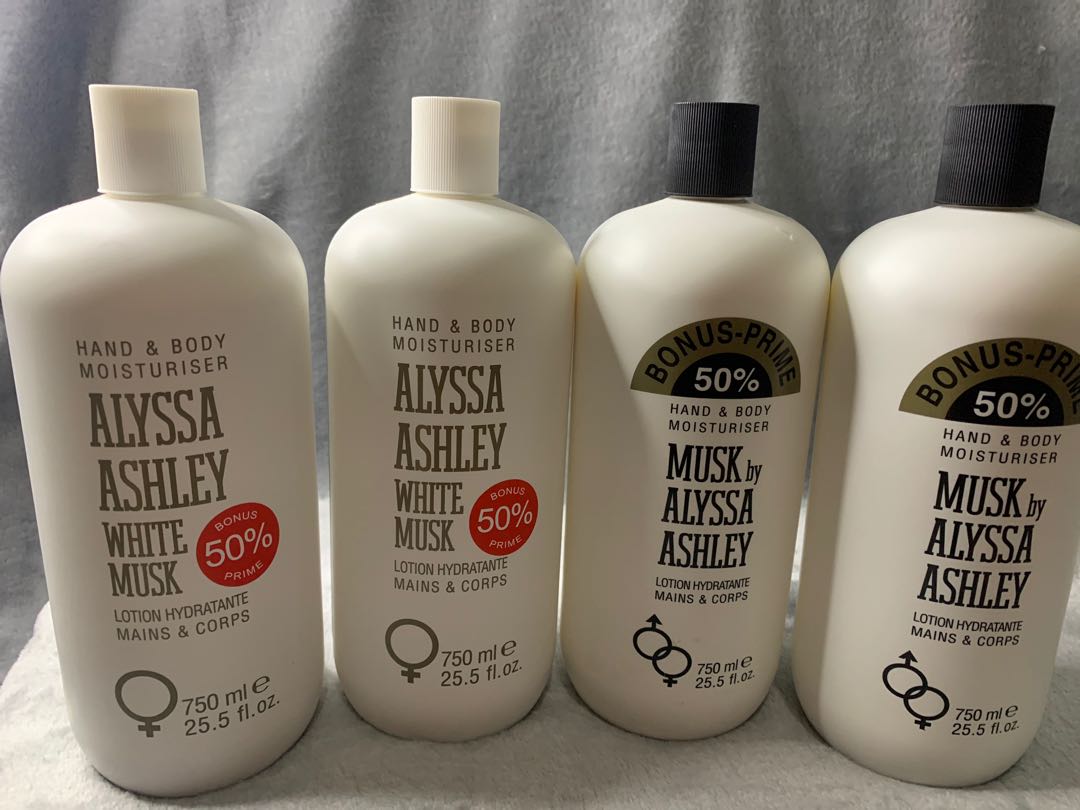 HAND & BODY
MOISTURISER
ALYSSA
ASHLEY
WHITE
MUSK
BONUS
50%
PRIME
LOTION HYDRATANTE
MAINS & CORPS
750 ml e
25.5 fl.oz.
HAND & BODY
MOISTURISER
ALYSSA
ASHLEY
WHITE
MUSK
BONUS
50%
PRIME
LOTION HYDRATANTE
MAINS & CORPS
750 ml e
25.5 fl.oz.
BONUS-PRIME
50%
HAND & BODY
MOISTURISER
MUSK by
ALYSSA
ASHLEY
LOTION HYDRATANTE
MAINS & CORPS
750 ml e
25.5 fl.oz.
BONUS-PRIME
50%
HAND & BODY
MOISTURISER
MUSK by
ALYSSA
ASHLEY
LOTION HYDRATANTE
MAINS & CORPS
750 ml e
25.5 fl.oz.